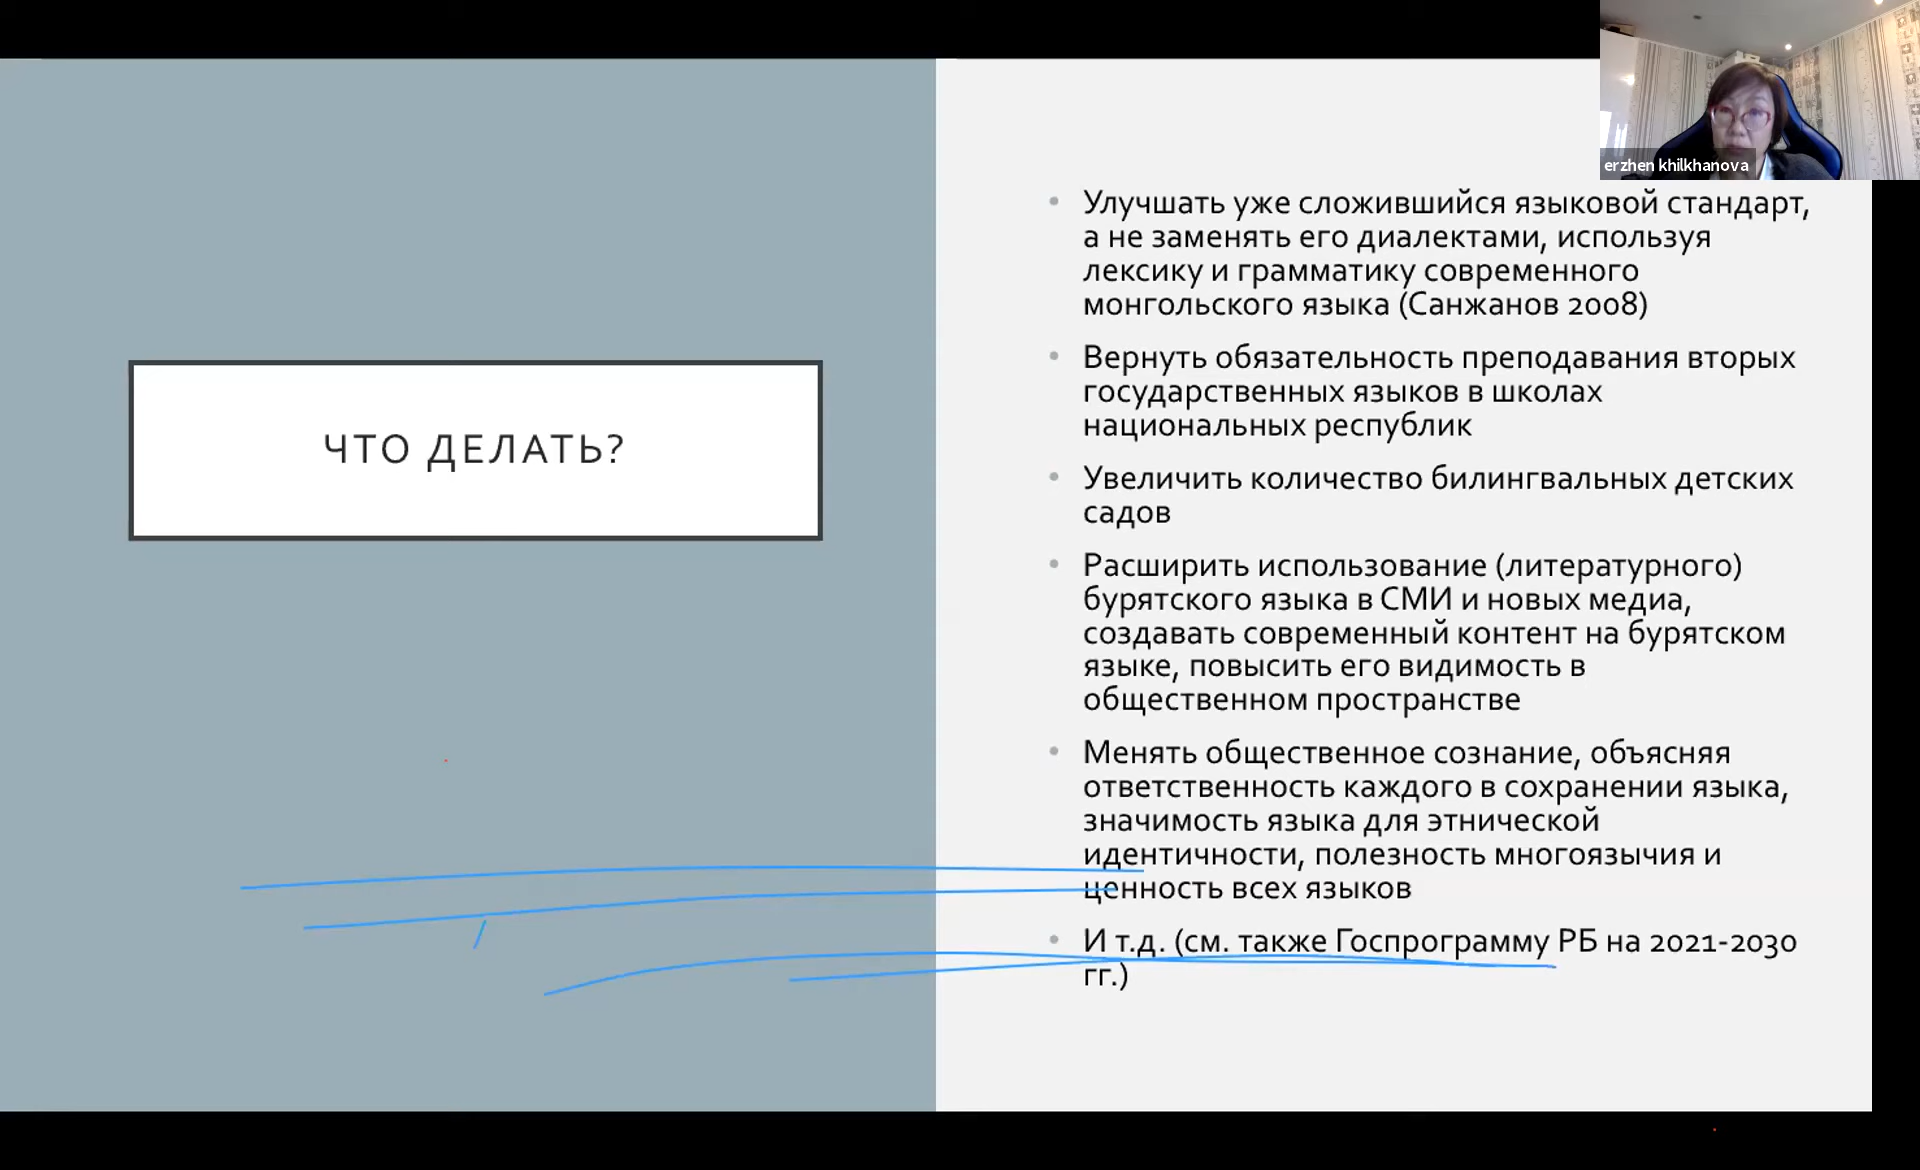 erzhen khilkhanova
ЧТО ДЕЛАТЬ?
• Улучшать уже сложившийся языковой стандарт,
а не заменять его диалектами, используя
лексику и грамматику современного
монгольского языка (Санжанов 2008)
• Вернуть обязательность преподавания вторых
государственных языков в школах
национальных республик
• Увеличить количество билингвальных детских
садов
• Расширить использование (литературного)
бурятского языка в СМИ и новых медиа,
создавать современный контент на бурятском
языке, повысить его видимость в
общественном пространстве
• Менять общественное сознание, объясняя
ответственность каждого в сохранении языка,
значимость языка для этнической
идентичности, полезность многоязычия и
ценность всех языков
• И т.д. (см. также Госпрограмму РБ на 2021-2030
гг.)